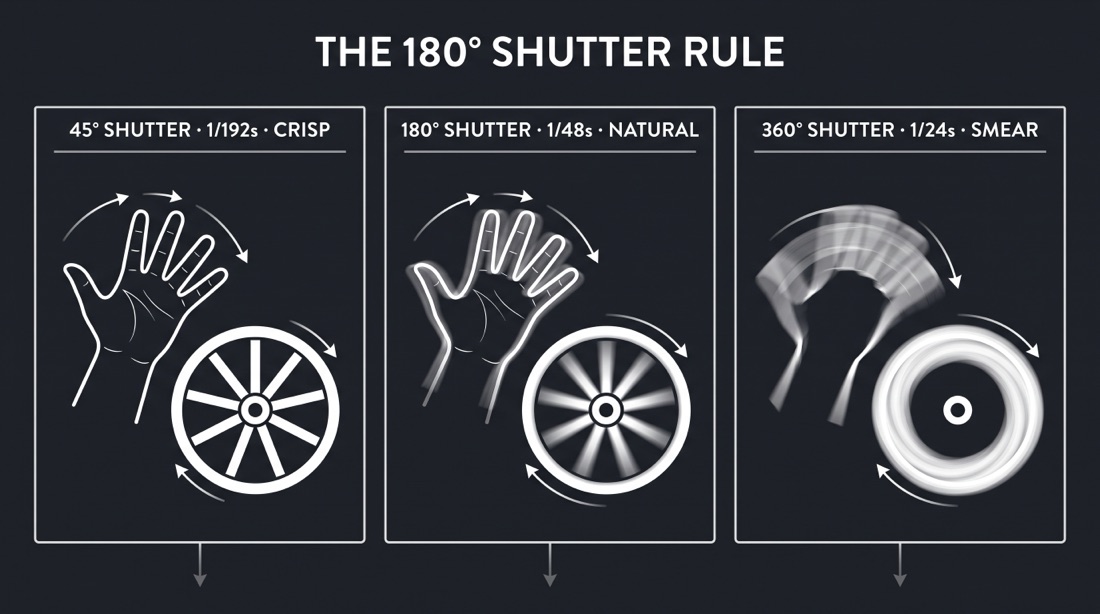 THE 180° SHUTTER RULE
45° SHUTTER · 1/192s · CRISP
180° SHUTTER · 1/48s · NATURAL
360° SHUTTER · 1/24s · SMEAR